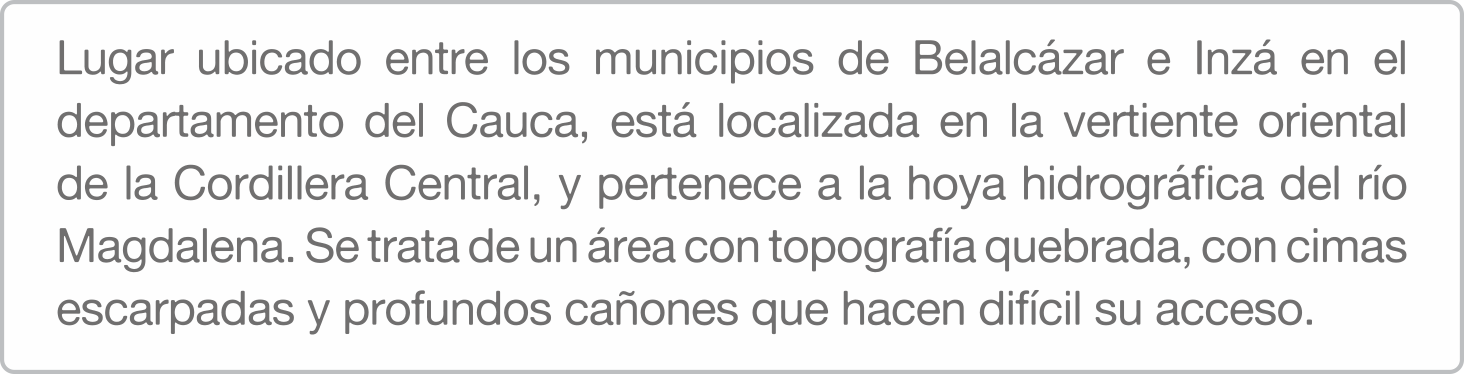 Lugar ubicado entre los municipios de Belalcázar e Inzá en el
departamento del Cauca, está localizada en la vertiente oriental
de la Cordillera Central, y pertenece a la hoya hidrográfica del río
Magdalena. Se trata de un área con topografía quebrada, con cimas
escarpadas y profundos cañones que hacen difícil su acceso.